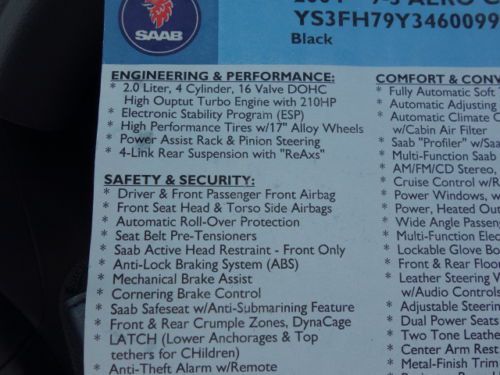 SAAB
2004 9-3 AERO
YS3FH79Y3460099
Black
ENGINEERING & PERFORMANCE:
* 2.0 Liter, 4 Cylinder, 16 Valve DOHC
High Ouptut Turbo Engine with 210HP
* Electronic Stability Program (ESP)
* High Performance Tires w/17" Alloy Wheels
* Power Assist Rack & Pinion Steering
* 4-Link Rear Suspension with "ReAxs"
SAFETY & SECURITY:
* Driver & Front Passenger Front Airbag
* Front Seat Head & Torso Side Airbags
* Automatic Roll-Over Protection
* Seat Belt Pre-Tensioners
* Saab Active Head Restraint - Front Only
* Anti-Lock Braking System (ABS)
* Mechanical Brake Assist
* Cornering Brake Control
* Saab Safeseat w/Anti-Submarining Feature
* Front & Rear Crumple Zones, DynaCage
* LATCH (Lower Anchorages & Top
tethers for CHildren)
* Anti-Theft Alarm w/Remote
COMFORT & CONV
* Fully Automatic Soft
* Automatic Adjusting
* Automatic Climate C
w/Cabin Air Filter
* Saab "Profiler" w/Saa
* Multi-Function Saab
* AM/FM/CD Stereo,
* Cruise Control w/R
* Power Windows, w
* Power, Heated Out
* Wide Angle Passen
* Multi-Function Elec
* Lockable Glove Bo
* Front & Rear Floor
* Leather Steering V
w/Audio Controle
* Adjustable Steerin
* Dual Power Seats
* Two Tone Leathe
* Center Arm Rest
* Metal-Finish Trim